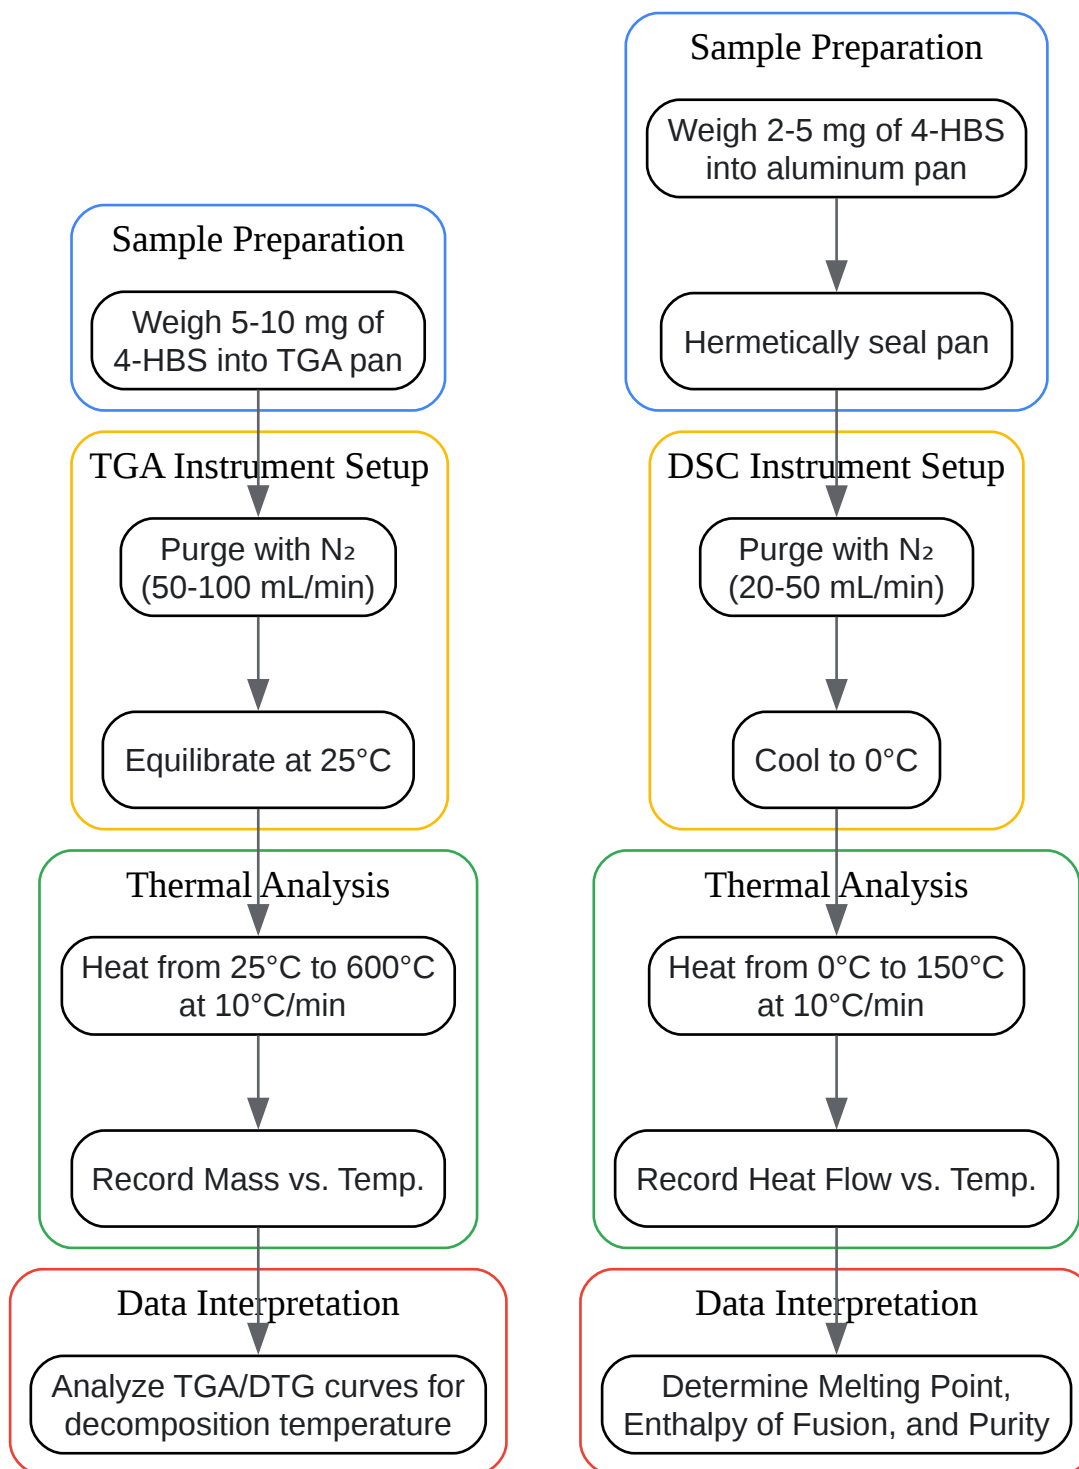 Sample Preparation
Weigh 5-10 mg of
4-HBS into TGA pan
TGA Instrument Setup
Purge with N₂
(50-100 mL/min)
Equilibrate at 25°C
Thermal Analysis
Heat from 25°C to 600°C
at 10°C/min
Record Mass vs. Temp.
Data Interpretation
Analyze TGA/DTG curves for
decomposition temperature
Sample Preparation
Weigh 2-5 mg of 4-HBS
into aluminum pan
Hermetically seal pan
DSC Instrument Setup
Purge with N₂
(20-50 mL/min)
Cool to 0°C
Thermal Analysis
Heat from 0°C to 150°C
at 10°C/min
Record Heat Flow vs. Temp.
Data Interpretation
Determine Melting Point,
Enthalpy of Fusion, and Purity